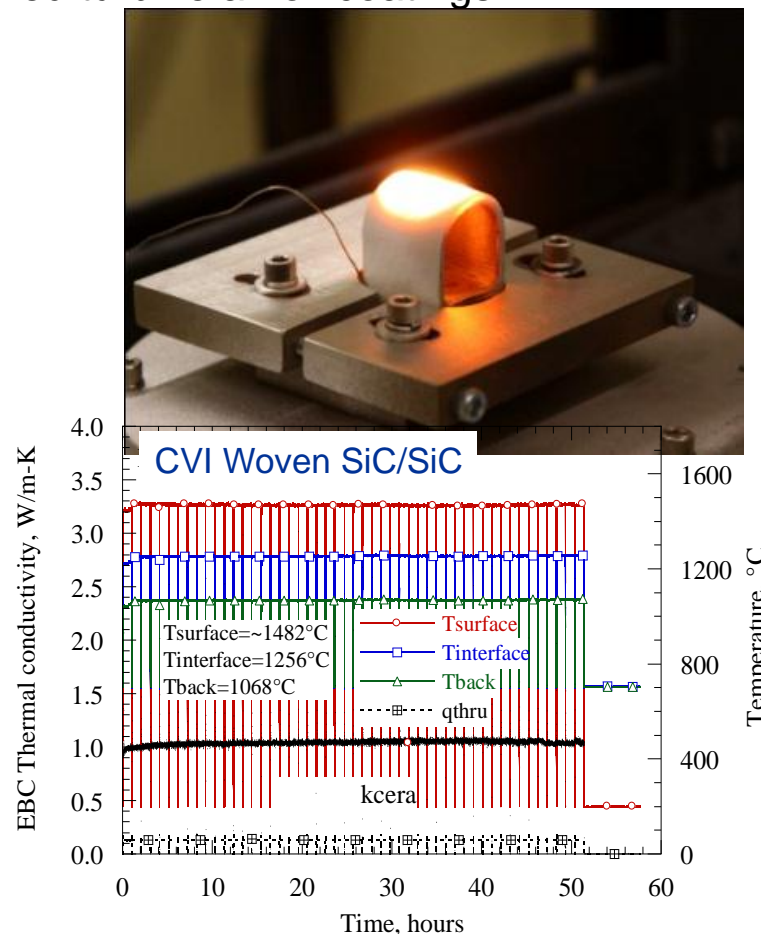 CVI Woven SiC/SiC
EBC Thermal conductivity, W/m-K
4.0
3.5
3.0
2.5
2.0
1.5
1.0
0.5
0.0
Tsurface=~1482°C
Tinterface=1256°C
Tback=1068°C
Tsurface
Tinterface
Tback
qthru
kcera
1600
1200
800
400
0
Temperature, °C
0 10 20 30 40 50 60
Time, hours